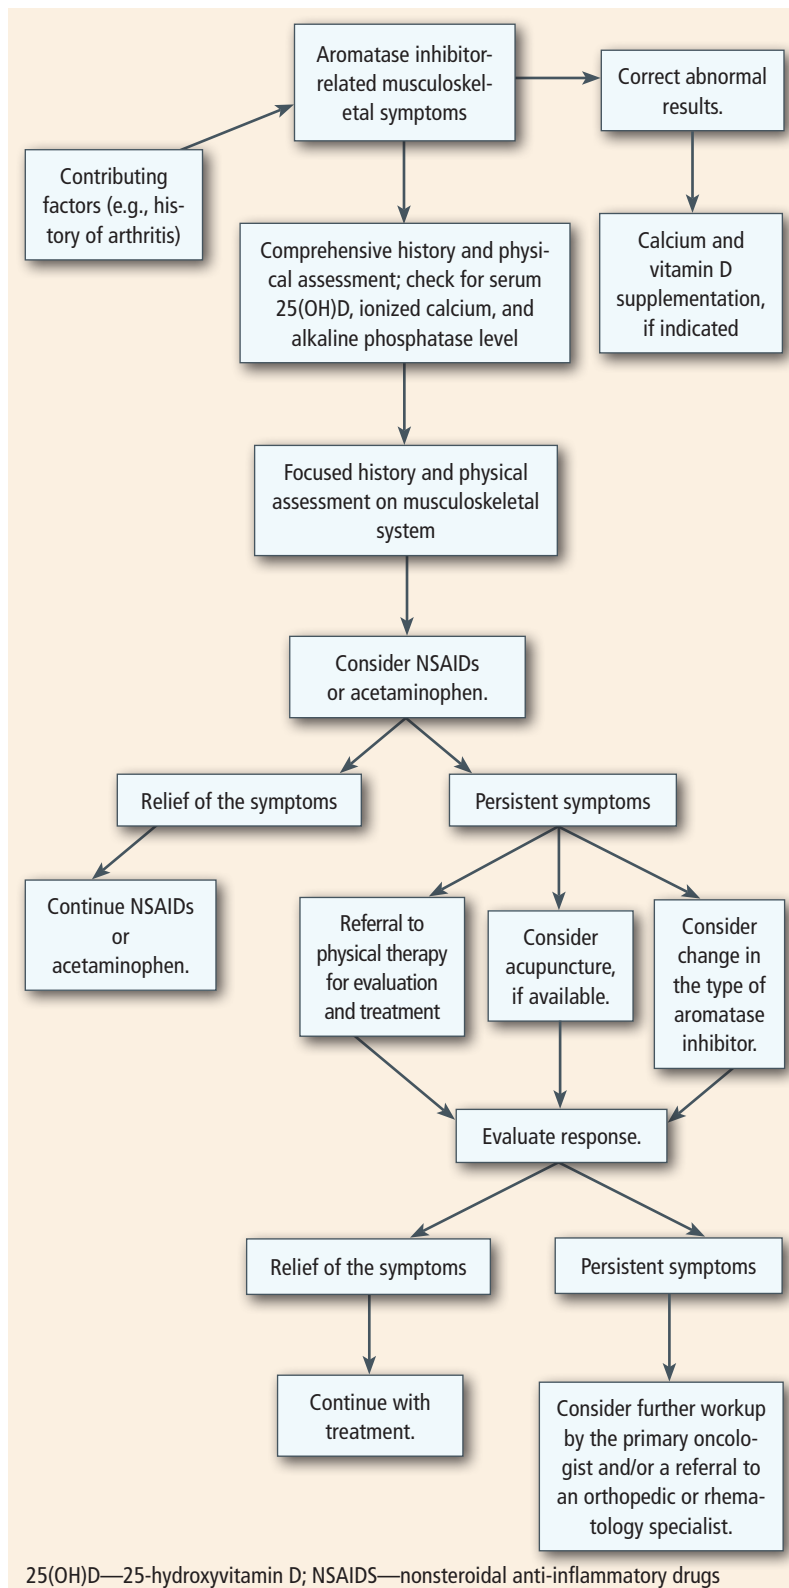 Aromatase inhibitor-
related musculoskel-
etal symptoms
Correct abnormal
results.
Contributing
factors (e.g., his-
tory of arthritis)
Comprehensive history and physi-
cal assessment; check for serum
25(OH)D, ionized calcium, and
alkaline phosphatase level
Calcium and
vitamin D
supplementation,
if indicated
Focused history and physical
assessment on musculoskeletal
system
Consider NSAIDs
or acetaminophen.
Relief of the symptoms
Persistent symptoms
Continue NSAIDs
or
acetaminophen.
Referral to
physical therapy
for evaluation
and treatment
Consider
acupuncture,
if available.
Consider
change in
the type of
aromatase
inhibitor.
Evaluate response.
Relief of the symptoms
Persistent symptoms
Continue with
treatment.
Consider further workup
by the primary oncolo-
gist and/or a referral to
an orthopedic or rhema-
tology specialist.
25(OH)D—25-hydroxyvitamin D; NSAIDS—nonsteroidal anti-inflammatory drugs